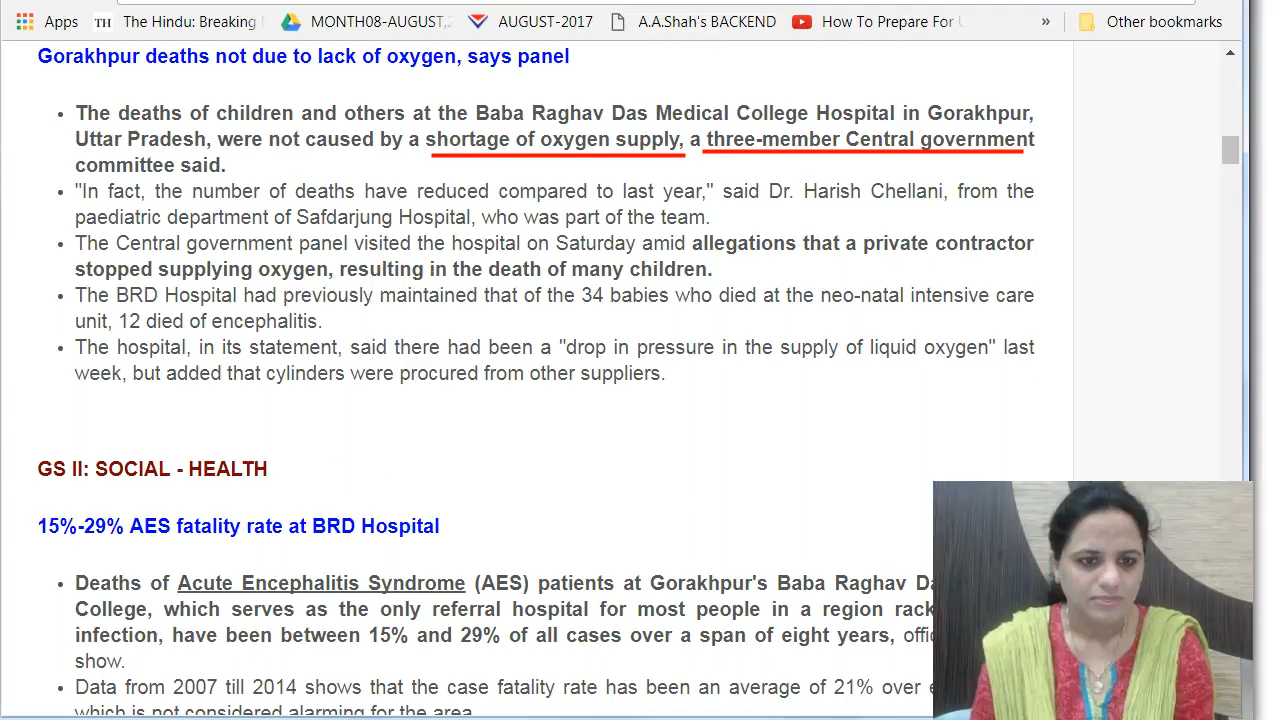 Apps TH The Hindu: Breaking MONTH08-AUGUST, AUGUST-2017 A.A.Shah's BACKEND How To Prepare For » Other bookmarks
Gorakhpur deaths not due to lack of oxygen, says panel
• The deaths of children and others at the Baba Raghav Das Medical College Hospital in Gorakhpur,
Uttar Pradesh, were not caused by a shortage of oxygen supply, a three-member Central government
committee said.
• "In fact, the number of deaths have reduced compared to last year," said Dr. Harish Chellani, from the
paediatric department of Safdarjung Hospital, who was part of the team.
• The Central government panel visited the hospital on Saturday amid allegations that a private contractor
stopped supplying oxygen, resulting in the death of many children.
• The BRD Hospital had previously maintained that of the 34 babies who died at the neo-natal intensive care
unit, 12 died of encephalitis.
• The hospital, in its statement, said there had been a "drop in pressure in the supply of liquid oxygen" last
week, but added that cylinders were procured from other suppliers.
GS II: SOCIAL - HEALTH
15%-29% AES fatality rate at BRD Hospital
• Deaths of Acute Encephalitis Syndrome (AES) patients at Gorakhpur's Baba Raghav
College, which serves as the only referral hospital for most people in a region
infection, have been between 15% and 29% of all cases over a span of eight years,
show.
• Data from 2007 till 2014 shows that the case fatality rate has been an average of 21% over
which is not considered alarming for the area